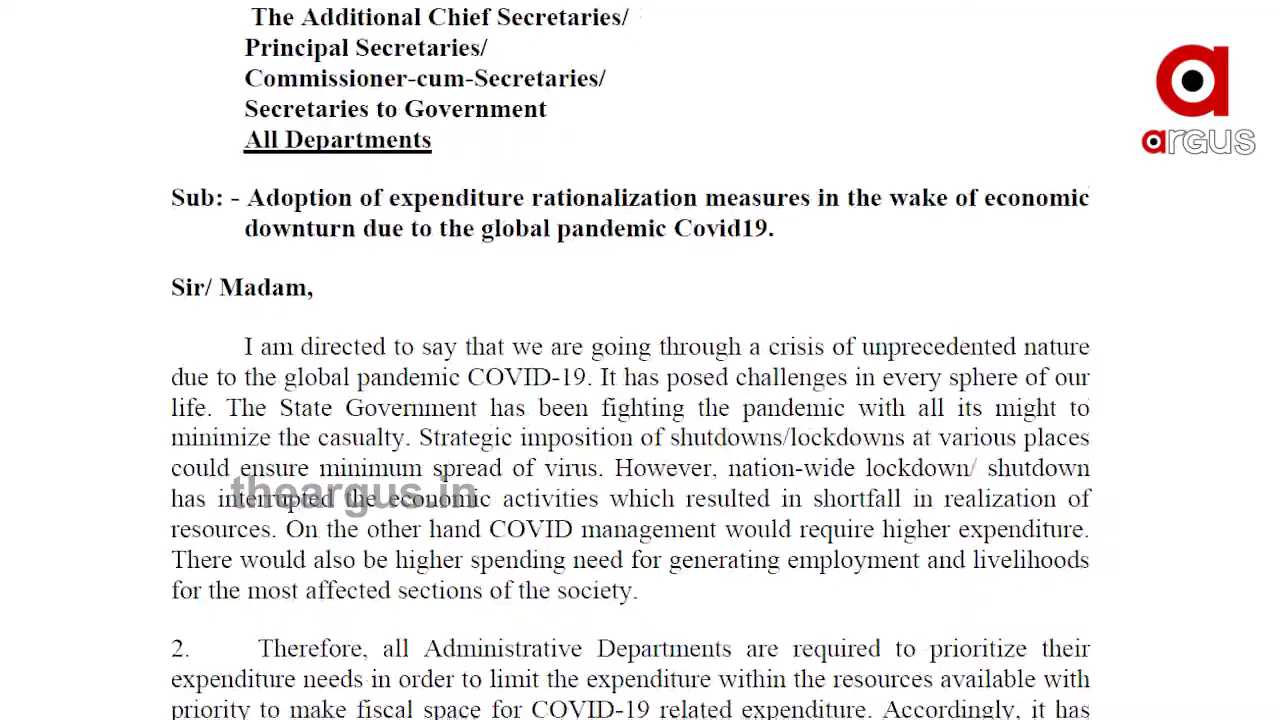 The Additional Chief Secretaries/
Principal Secretaries/
Commissioner-cum-Secretaries/
Secretaries to Government
All Departments
argus
Sub: - Adoption of expenditure rationalization measures in the wake of economic
downturn due to the global pandemic Covid19.
Sir/ Madam,
I am directed to say that we are going through a crisis of unprecedented nature
due to the global pandemic COVID-19. It has posed challenges in every sphere of our
life. The State Government has been fighting the pandemic with all its might to
minimize the casualty. Strategic imposition of shutdowns/lockdowns at various places
could ensure minimum spread of virus. However, nation-wide lockdown/ shutdown
has interrupted the economic activities which resulted in shortfall in realization of
theargus.in
resources. On the other hand COVID management would require higher expenditure.
There would also be higher spending need for generating employment and livelihoods
for the most affected sections of the society.
2. Therefore, all Administrative Departments are required to prioritize their
expenditure needs in order to limit the expenditure within the resources available with
priority to make fiscal space for COVID-19 related expenditure. Accordingly, it has